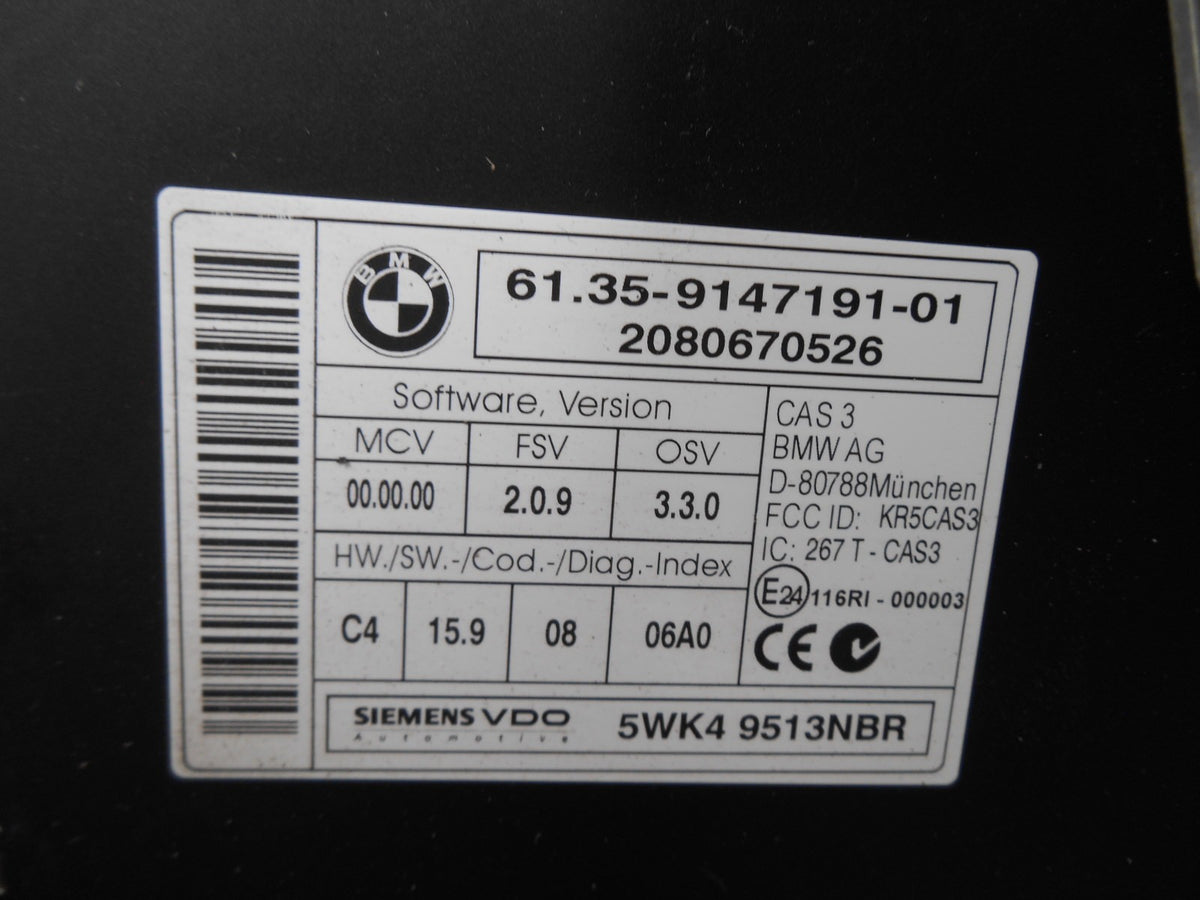 BMW
61.35-9147191-01
2080670526
Software, Version
MCV FSV OSV
00.00.00 2.0.9 3.3.0
HW./SW.-/Cod.-/Diag.-Index
C4 15.9 08 06A0
CAS 3
BMW AG
D-80788München
FCC ID: KR5CAS3
IC: 267 T - CAS3
E24 116RI - 000003
CE
SIEMENS VDO
Automotive
5WK4 9513NBR